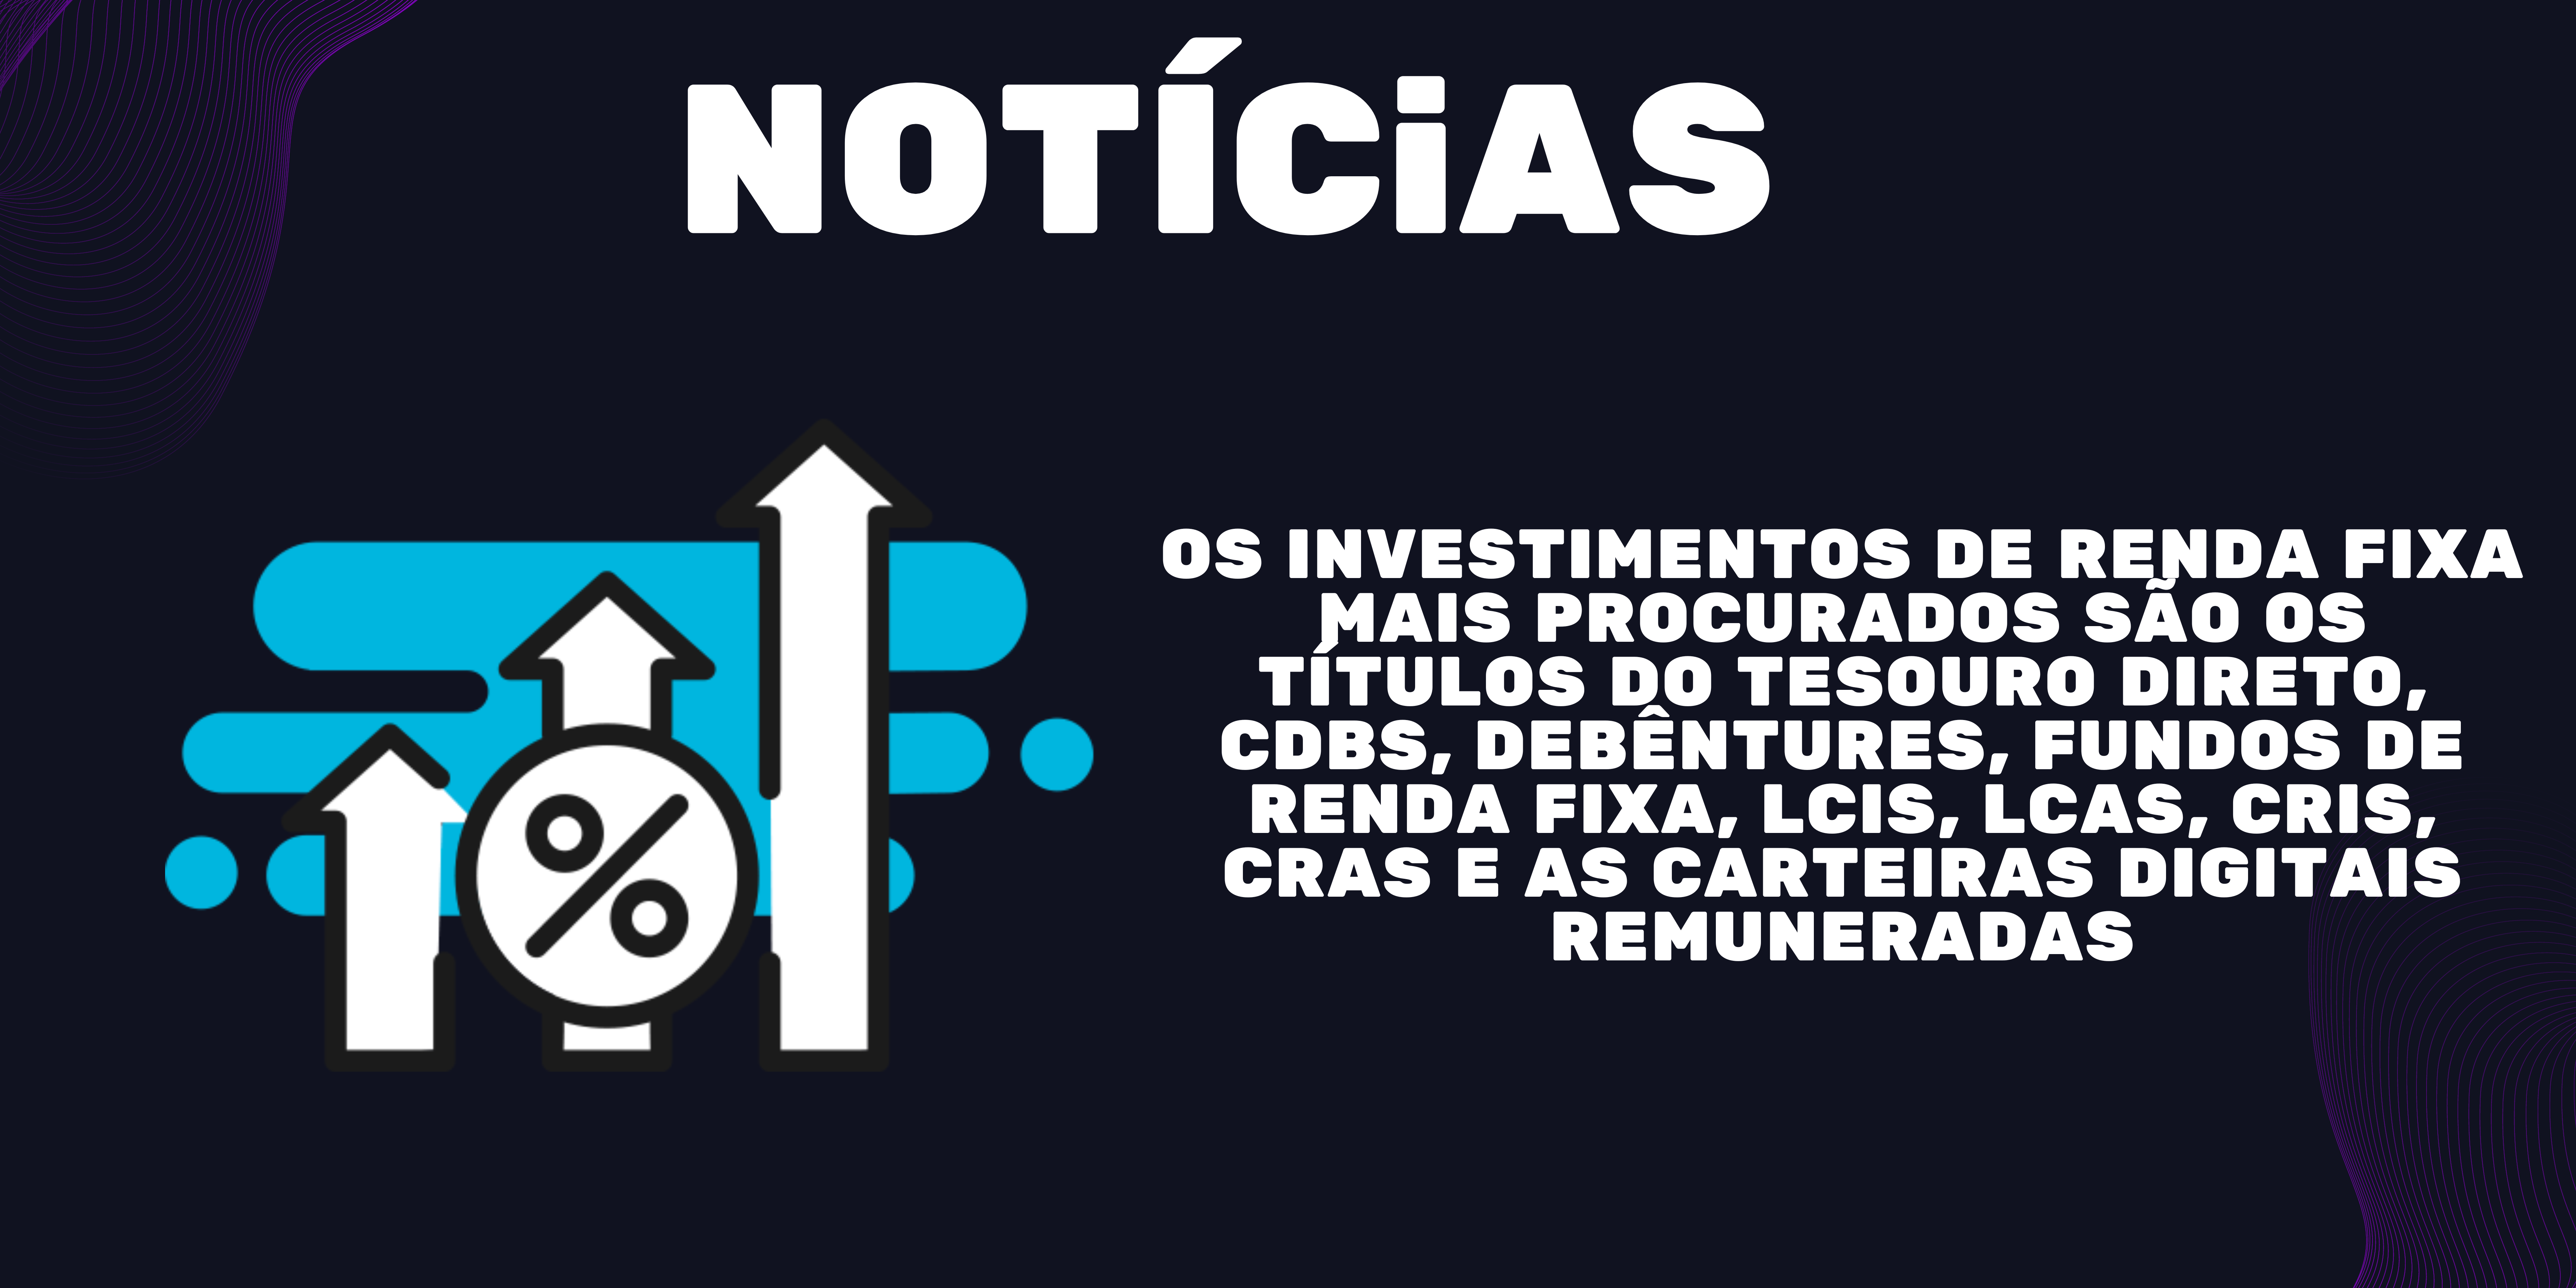 NOTÍCiAS
OS INVESTIMENTOS DE RENDA FIXA
MAIS PROCURADOS SÃO OS
TÍTULOS DO TESOURO DIRETO,
CDBS, DEBÊNTURES, FUNDOS DE
RENDA FIXA, LCIS, LCAS, CRIS,
CRAS E AS CARTEIRAS DIGITAIS
REMUNERADAS
%